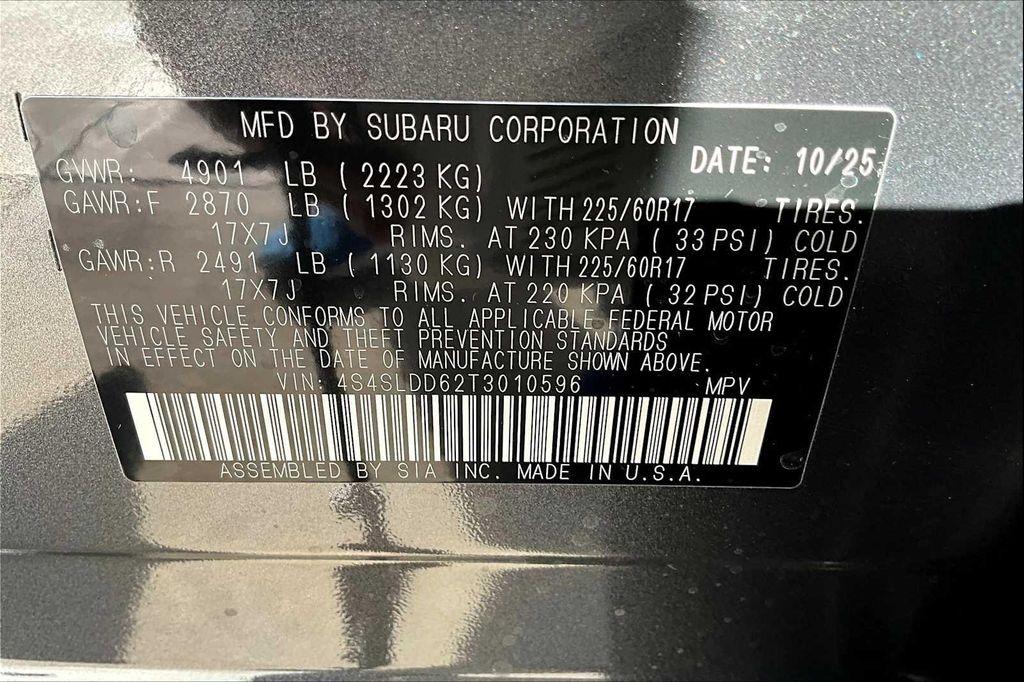 MFD BY SUBARU CORPORATION
DATE: 10/25
GVWR: 4901 LB ( 2223 KG)
GAWR:F 2870 LB ( 1302 KG) WITH 225/60R17 TIRES.
17X7J RIMS. AT 230 KPA ( 33 PSI) COLD
GAWR:R 2491 LB ( 1130 KG) WITH 225/60R17 TIRES.
17X7J RIMS. AT 220 KPA ( 32 PSI) COLD
THIS VEHICLE CONFORMS TO ALL APPLICABLE FEDERAL MOTOR
VEHICLE SAFETY AND THEFT PREVENTION STANDARDS
IN EFFECT ON THE DATE OF MANUFACTURE SHOWN ABOVE.
VIN: 4S4SLDD62T3010596 MPV
ASSEMBLED BY SIA INC. MADE IN U.S.A.